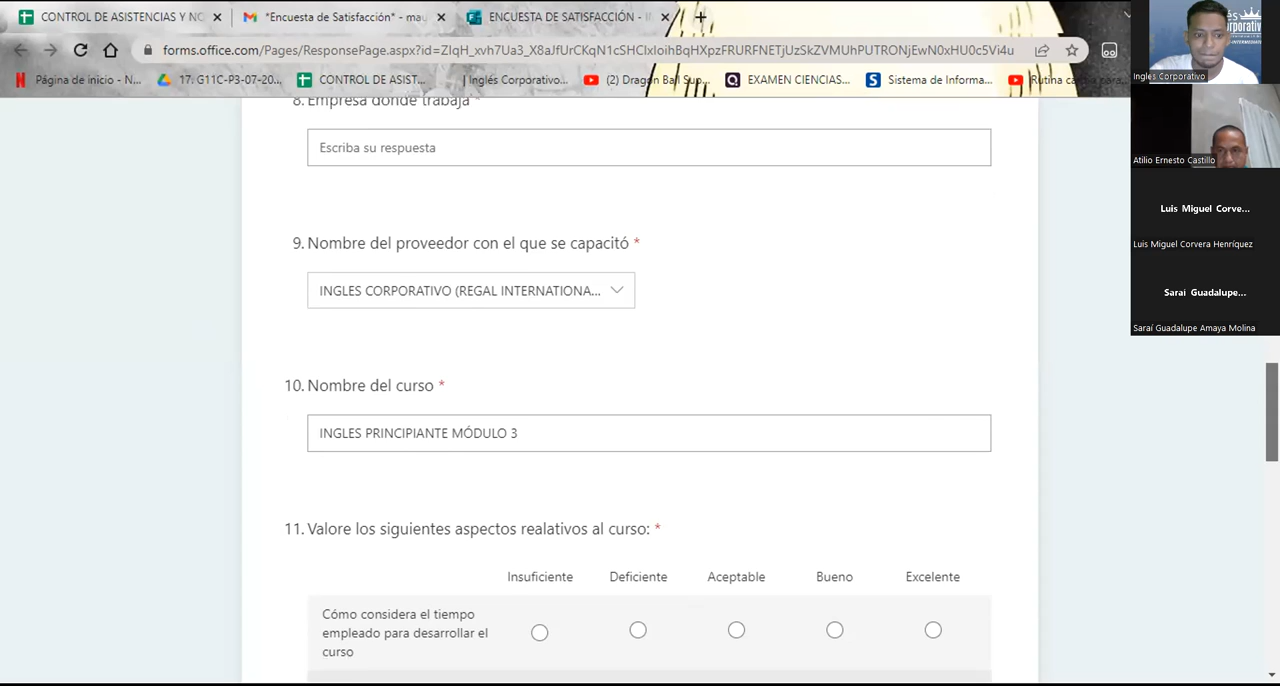 CONTROL DE ASISTENCIAS Y NO
*Encuesta de Satisfacción* - mau
ENCUESTA DE SATISFACCIÓN - I
forms.office.com/Pages/ResponsePage.aspx?id=
Página de inicio - N...
17: G11C-P3-07-20...
CONTROL DE ASIST...
Inglés Corporativo...
(2) Dragon Ball Sup...
EXAMEN CIENCIAS...
Sistema de Informa...
Rutina
8. Empresa donde trabaja
Escriba su respuesta
9. Nombre del proveedor con el que se capacitó *
INGLES CORPORATIVO (REGAL INTERNATIONA...
10. Nombre del curso *
INGLES PRINCIPIANTE MÓDULO 3
11. Valore los siguientes aspectos realativos al curso: *
Insuficiente Deficiente Aceptable Bueno Excelente
Cómo considera el tiempo
empleado para desarrollar el
curso
Ingles Corporativo
Atilio Ernesto Castillo
Luis Miguel Corve...
Luis Miguel Corvera Henríquez
Sarai Guadalupe...
Saraí Guadalupe Amaya Molina